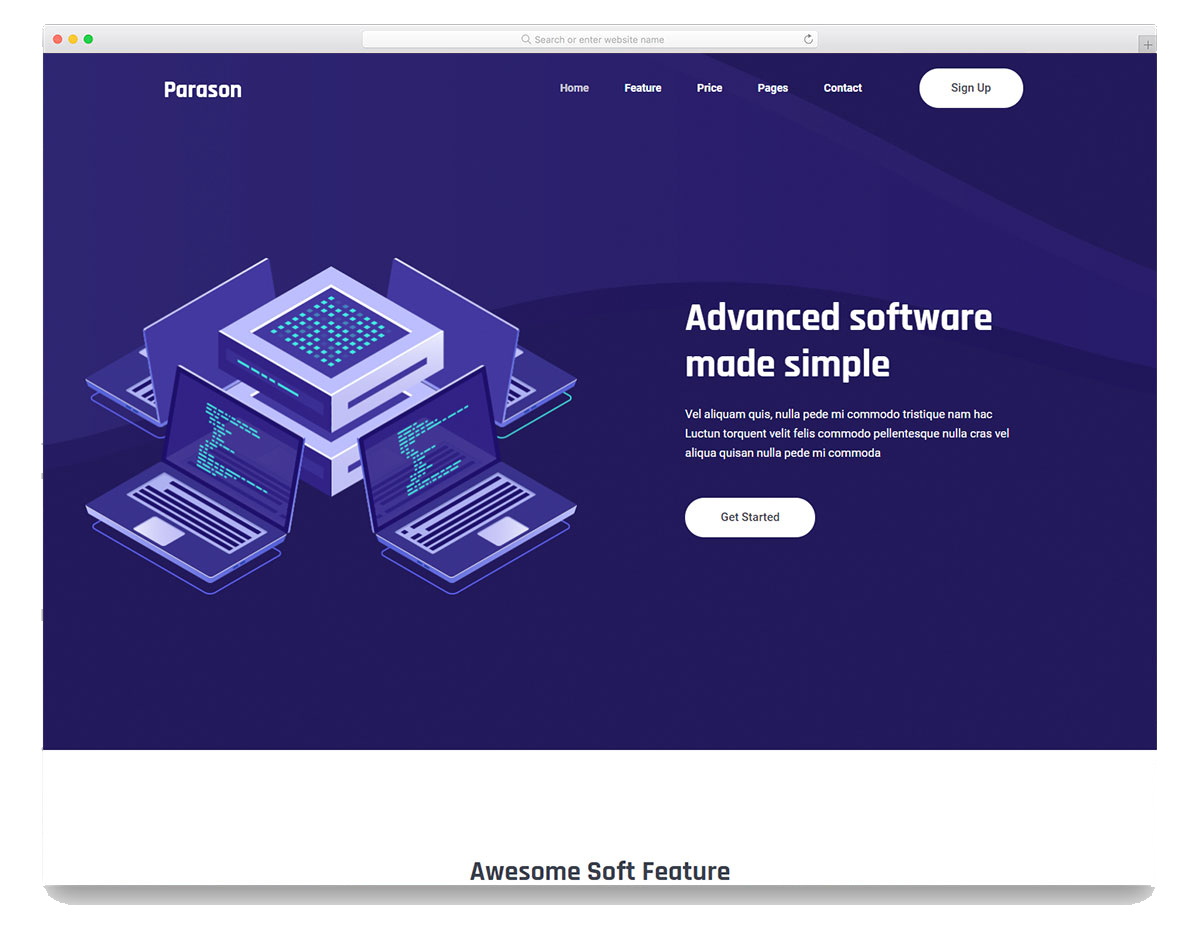 Search or enter website name
Parason
Home Feature Price Pages Contact Sign Up
Advanced software
made simple
Vel aliquam quis, nulla pede mi commodo tristique nam hac
Luctun torquent velit felis commodo pellentesque nulla cras vel
aliqua quisan nulla pede mi commoda
Get Started
Awesome Soft Feature